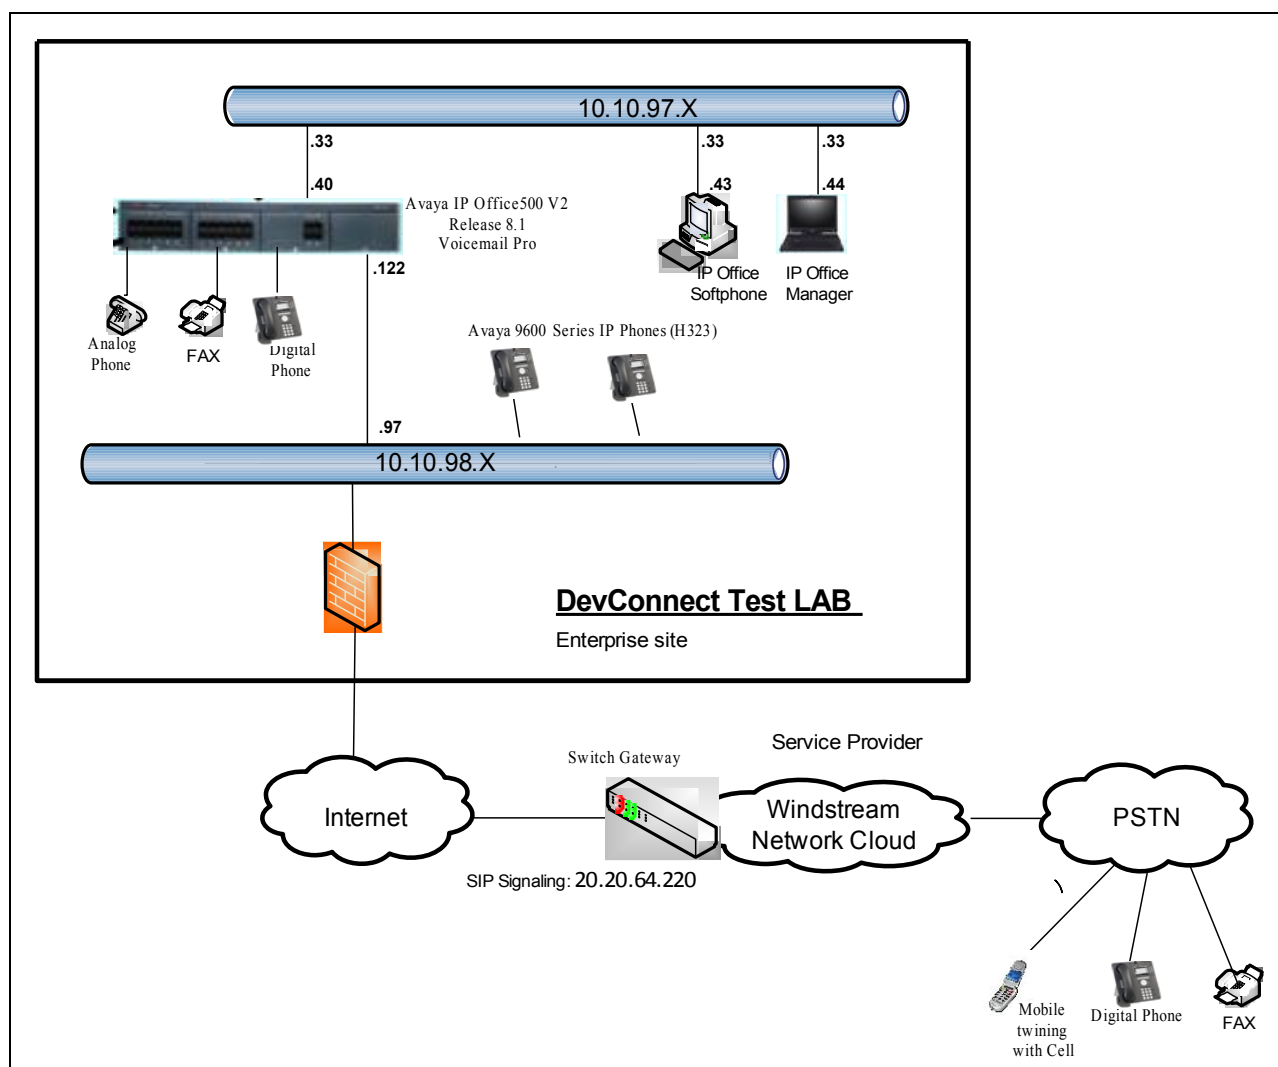 10.10.97.X
.33
.33
.33
.40
.43
.44
Avaya IP Office500 V2
Release 8.1
Voicemail Pro
.122
IP Office
Softphone
IP Office
Manager
Analog
Phone
FAX
Digital
Phone
Avaya 9600 Series IP Phones (H323)
.97
10.10.98.X
DevConnect Test LAB
Enterprise site
Service Provider
Switch Gateway
Internet
Windstream
Network Cloud
PSTN
SIP Signaling: 20.20.64.220
Mobile
twining
with Cell
Digital Phone
FAX